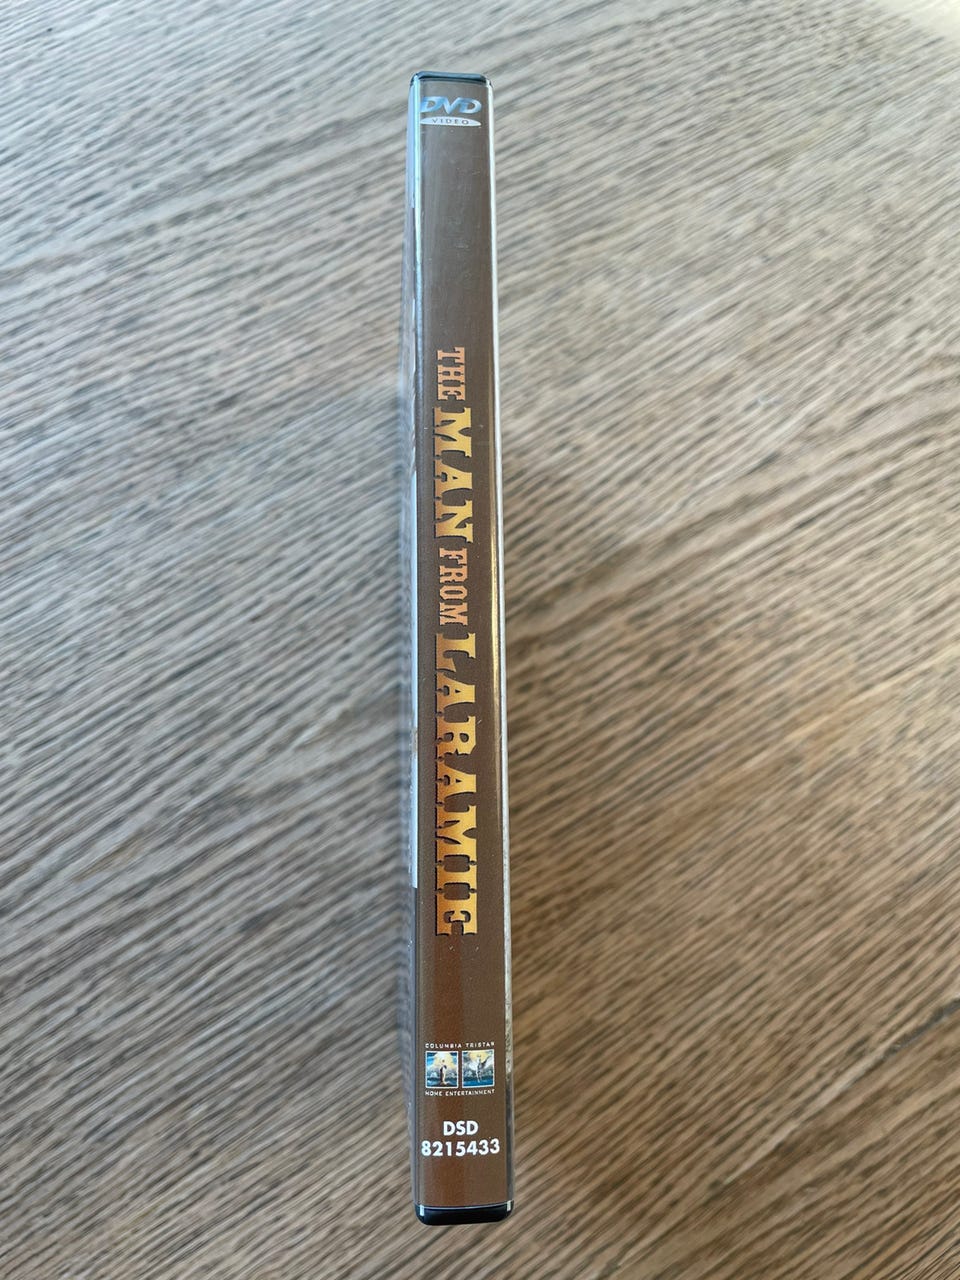 DVD
VIDEO
THE MAN FROM LARAMIE
COLUMBIA TRISTAR
HOME ENTERTAINMENT
DSD
8215433